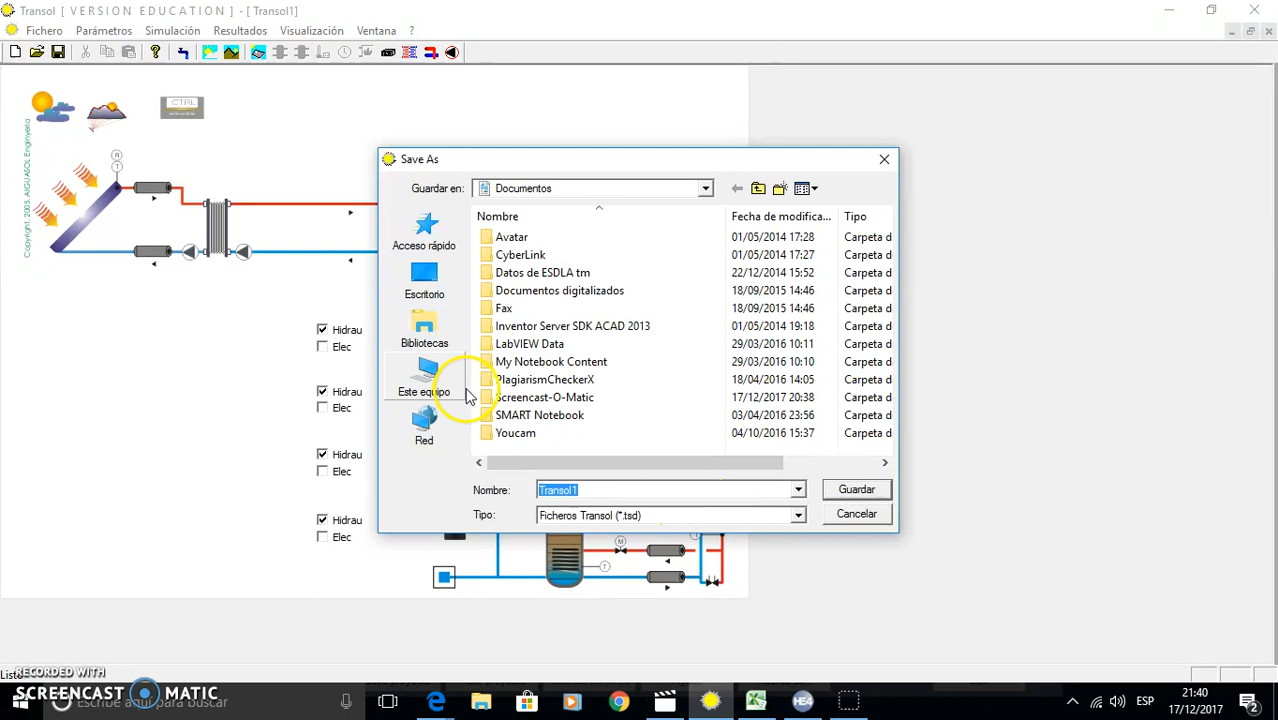 Transol [ VERSION EDUCATION ] - [ Transol1]
Fichero Parámetros Simulación Resultados Visualización Ventana ?
CTRL
Copyright: 2005, AIGUASOL Enginyeria
R
T
Hidrau
Elec
Hidrau
Elec
Hidrau
Elec
Hidrau
Elec
Save As
Guardar en: Documentos
Acceso rápido
Escritorio
Bibliotecas
Este equipo
Red
Nombre Fecha de modifica... Tipo
Avatar 01/05/2014 17:28 Carpeta d
CyberLink 01/05/2014 17:27 Carpeta d
Datos de ESDLA tm 22/12/2014 15:52 Carpeta d
Documentos digitalizados 18/09/2015 14:46 Carpeta d
Fax 18/09/2015 14:46 Carpeta d
Inventor Server SDK ACAD 2013 01/05/2014 19:18 Carpeta d
LabVIEW Data 29/03/2016 10:11 Carpeta d
My Notebook Content 29/03/2016 10:10 Carpeta d
PlagiarismCheckerX 18/04/2016 14:05 Carpeta d
Screencast-O-Matic 17/12/2017 20:38 Carpeta d
SMART Notebook 03/04/2016 23:56 Carpeta d
Youcam 04/10/2016 15:37 Carpeta d
Nombre: Transol1 Guardar
Tipo: Ficheros Transol (*.tsd) Cancelar
M
T
T
Listo
RECORDED WITH
SCREENCAST MATIC
Escribe aquí para buscar
HE4
ESP
21:40
17/12/2017
2